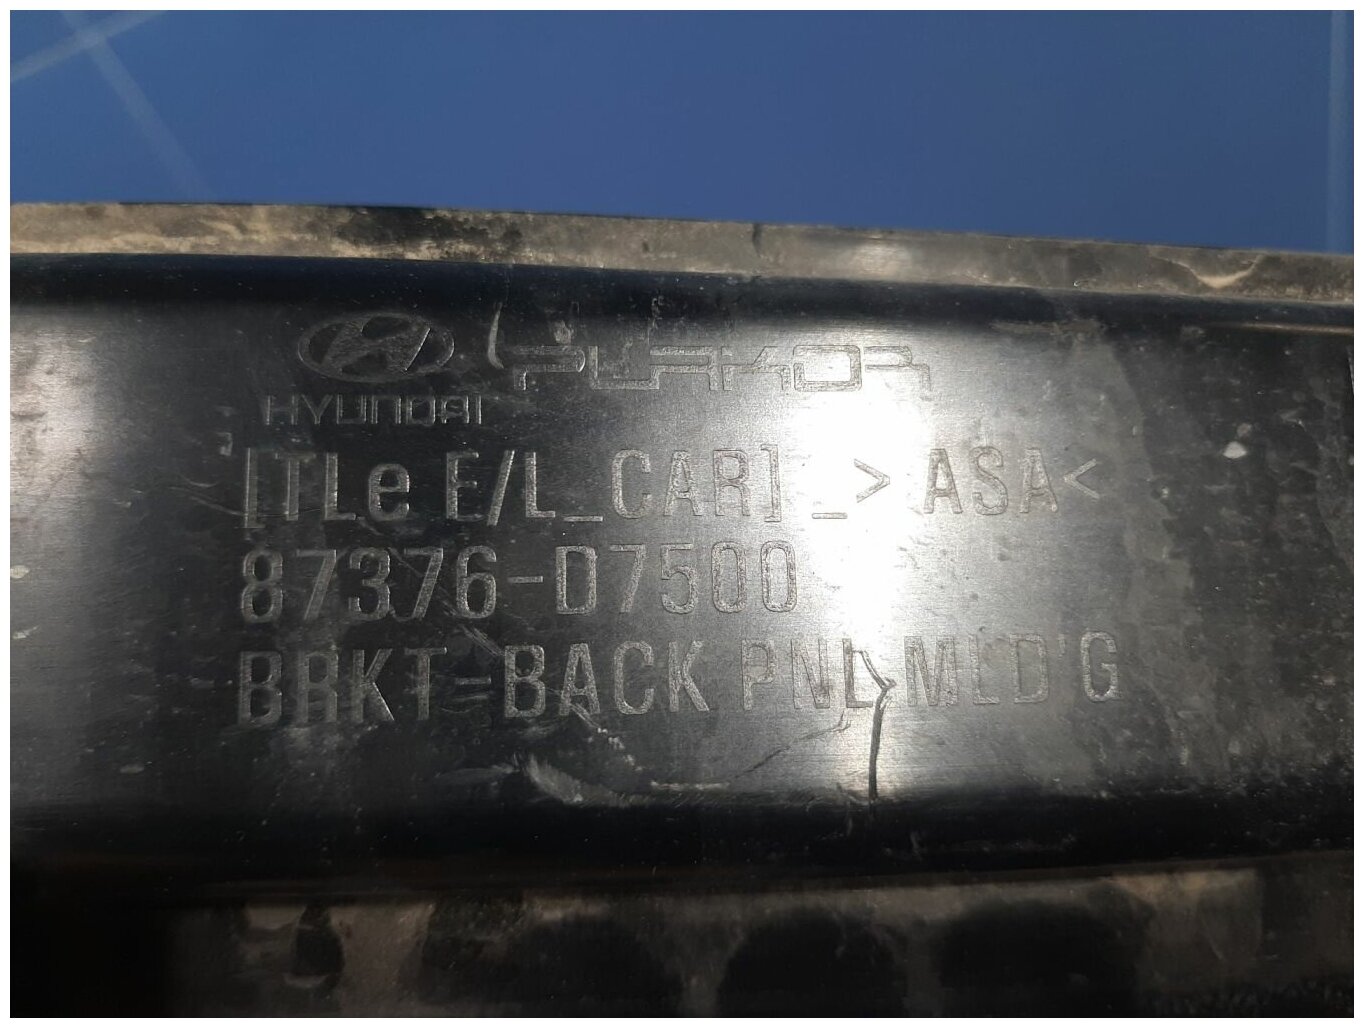 HYUNDAI PLAKOR
[TLe E/L_CAR]_>ASA<
87376-D7500
BRKT-BACK PNL MLD'G